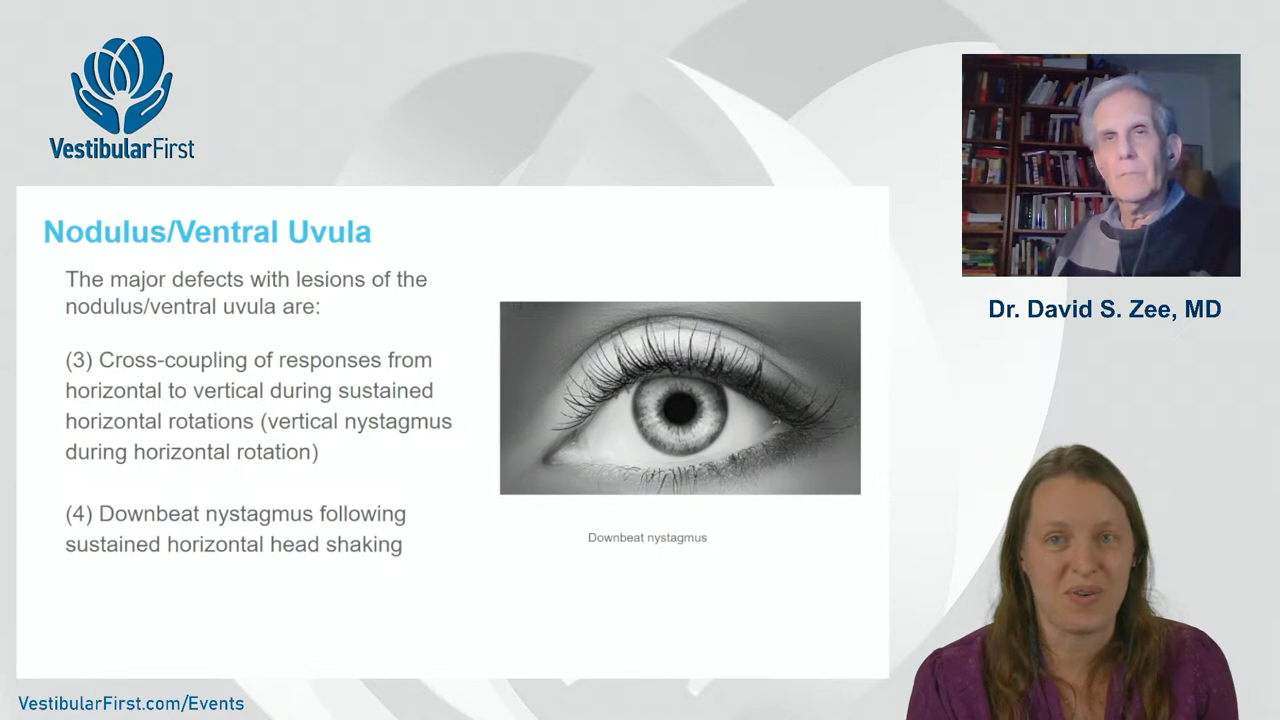 VestibularFirst
Nodulus/Ventral Uvula
The major defects with lesions of the
nodulus/ventral uvula are:
(3) Cross-coupling of responses from
horizontal to vertical during sustained
horizontal rotations (vertical nystagmus
during horizontal rotation)
(4) Downbeat nystagmus following
sustained horizontal head shaking
Downbeat nystagmus
Dr. David S. Zee, MD
VestibularFirst.com/Events